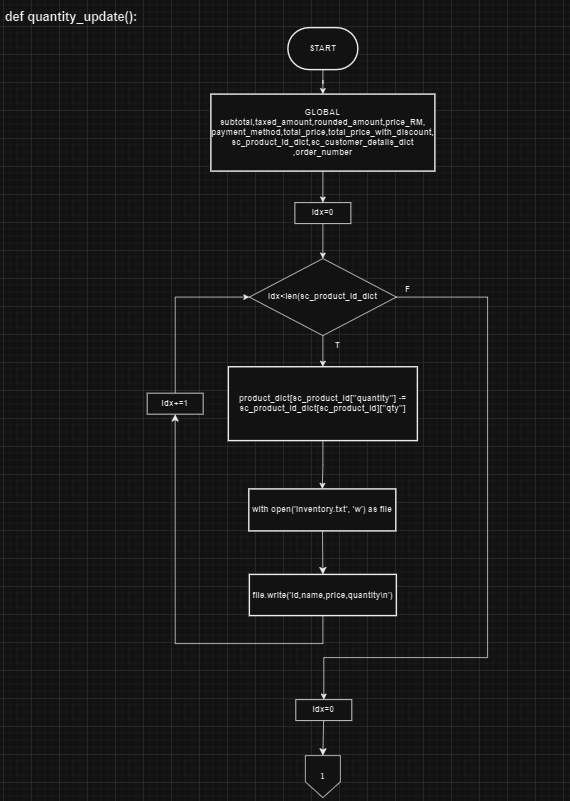 def quantity_update():
START
GLOBAL
subtotal,taxed_amount,rounded_amount,price_RM,
payment_method,total_price,total_price_with_discount,
sc_product_id_dict,sc_customer_details_dict
,order_number
idx=0
idx<len(sc_product_id_dict
F
T
product_dict[sc_product_id["quantity"] -=
sc_product_id_dict[sc_product_id]["qty"]
idx+=1
with open('inventory.txt', 'w') as file
file.write('id,name,price,quantity\n')
idx=0
1